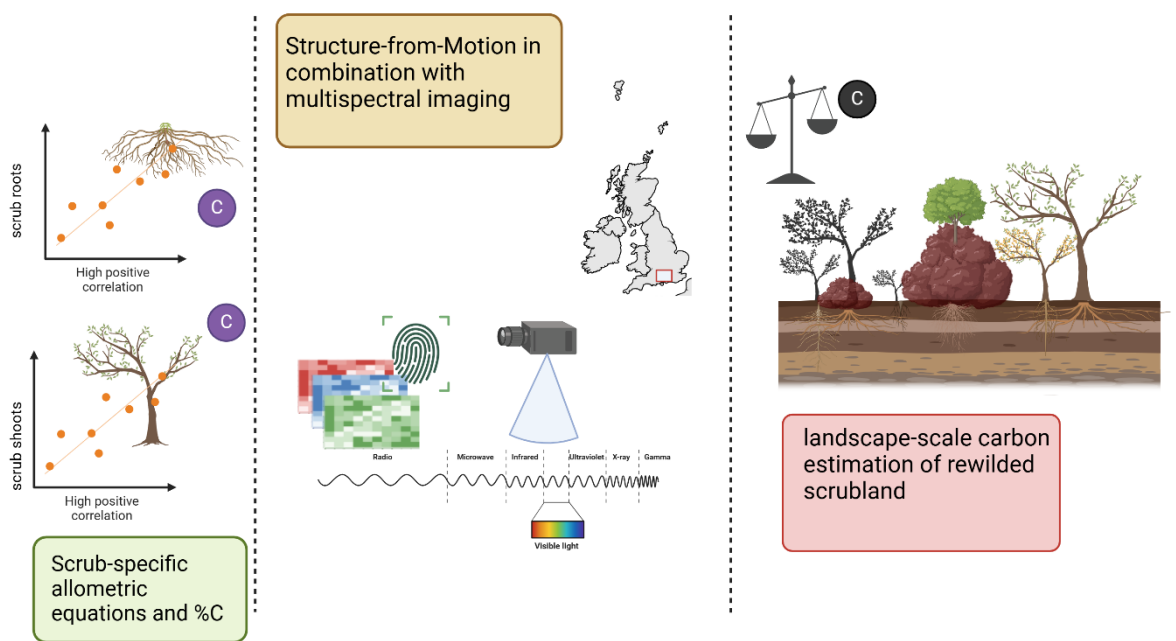 scrub roots
C
High positive
correlation
C
scrub shoots
High positive
correlation
Scrub-specific
allometric
equations and %C
Structure-from-Motion in
combination with
multispectral imaging
Radio
Microwave
Infrared
Ultraviolet
X-ray
Gamma
Visible light
C
landscape-scale carbon
estimation of rewilded
scrubland